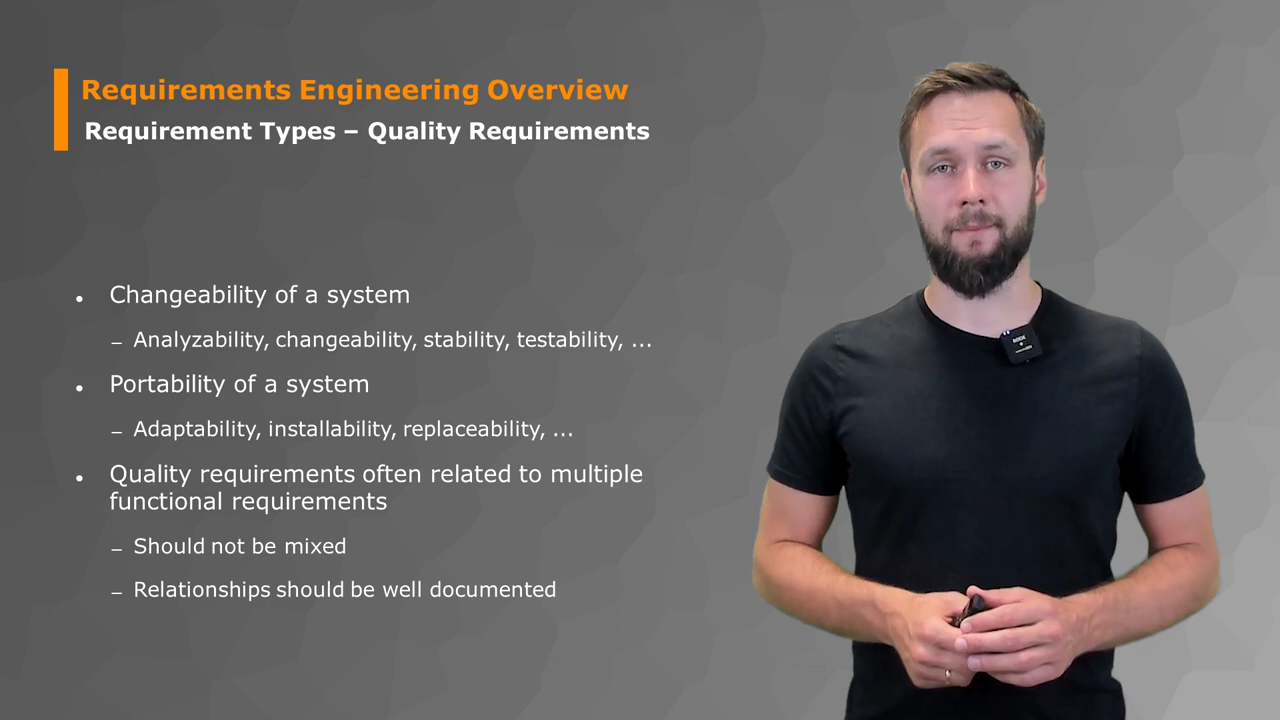 Requirements Engineering Overview
Requirement Types – Quality Requirements
• Changeability of a system
– Analyzability, changeability, stability, testability, ...
• Portability of a system
– Adaptability, installability, replaceability, ...
• Quality requirements often related to multiple
functional requirements
– Should not be mixed
– Relationships should be well documented
RØDE